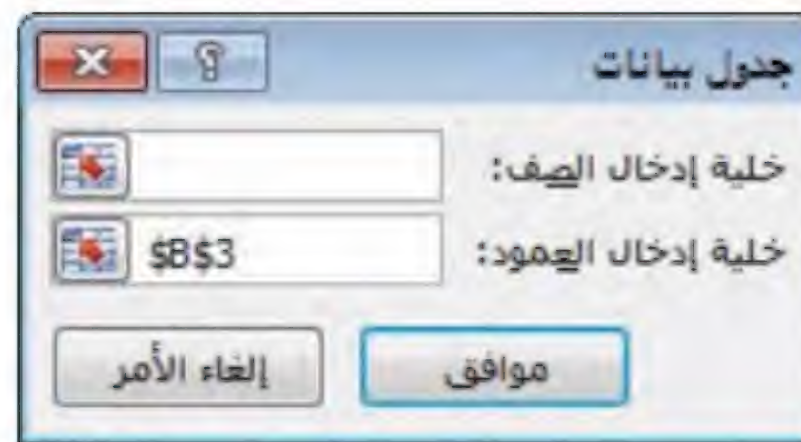 جدول بيانات ?
خلية إدخال الصف:
خلية إدخال العمود: $B$3
موافق إلغاء الأمر